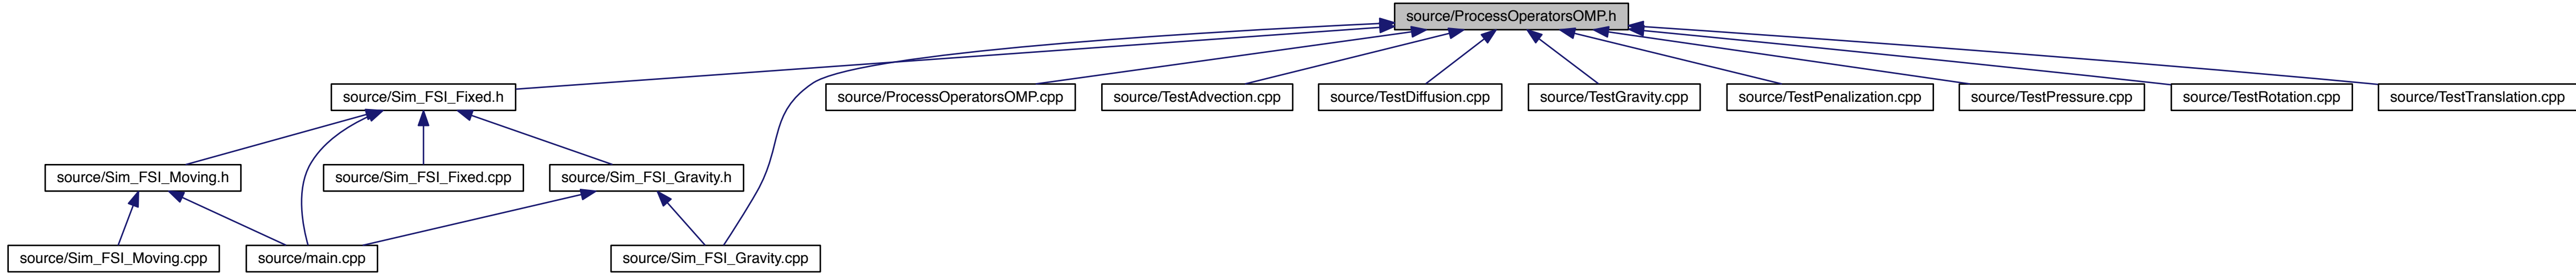 source/ProcessOperatorsOMP.h
source/Sim_FSI_Fixed.h
source/ProcessOperatorsOMP.cpp
source/TestAdvection.cpp
source/TestDiffusion.cpp
source/TestGravity.cpp
source/TestPenalization.cpp
source/TestPressure.cpp
source/TestRotation.cpp
source/TestTranslation.cpp
source/Sim_FSI_Moving.h
source/Sim_FSI_Fixed.cpp
source/Sim_FSI_Gravity.h
source/Sim_FSI_Moving.cpp
source/main.cpp
source/Sim_FSI_Gravity.cpp